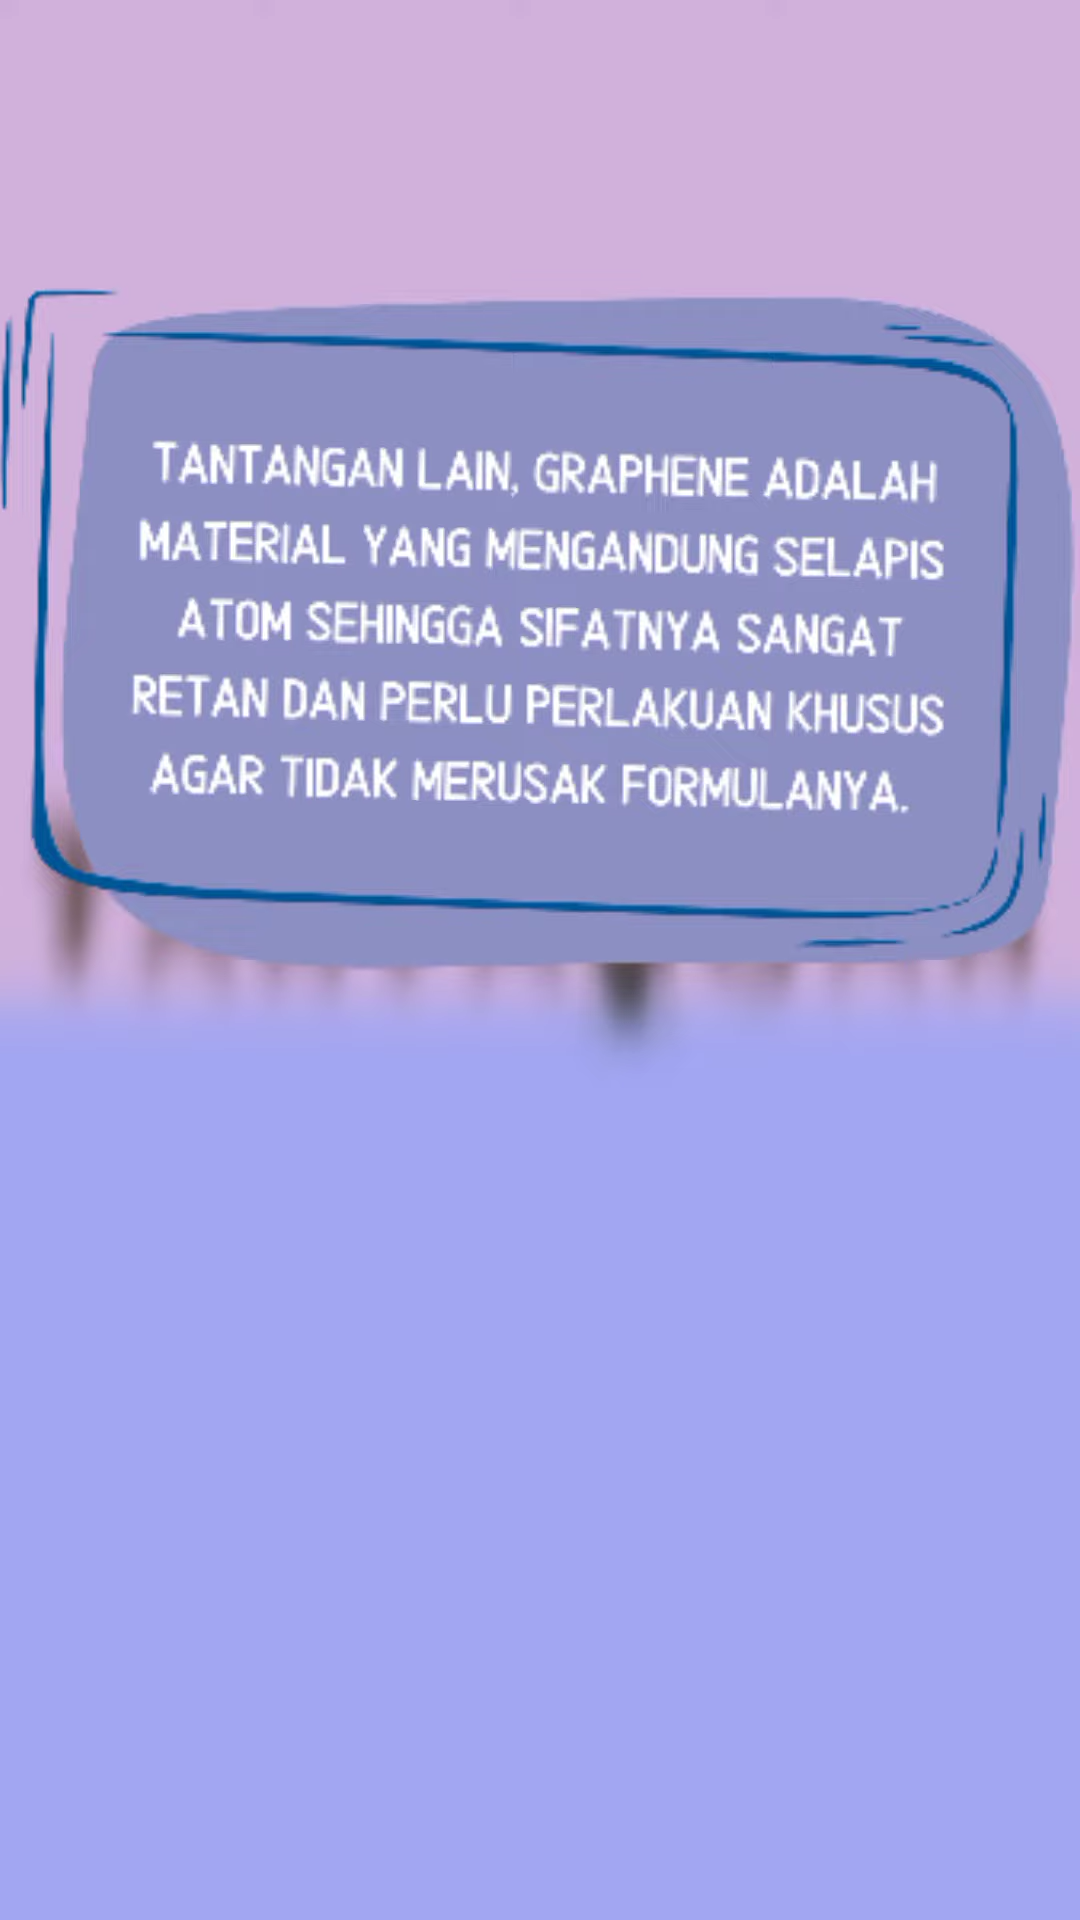 TANTANGAN LAIN, GRAPHENE ADALAH
MATERIAL YANG MENGANDUNG SELAPIS
ATOM SEHINGGA SIFATNYA SANGAT
RETAN DAN PERLU PERLAKUAN KHUSUS
AGAR TIDAK MERUSAK FORMULANYA.